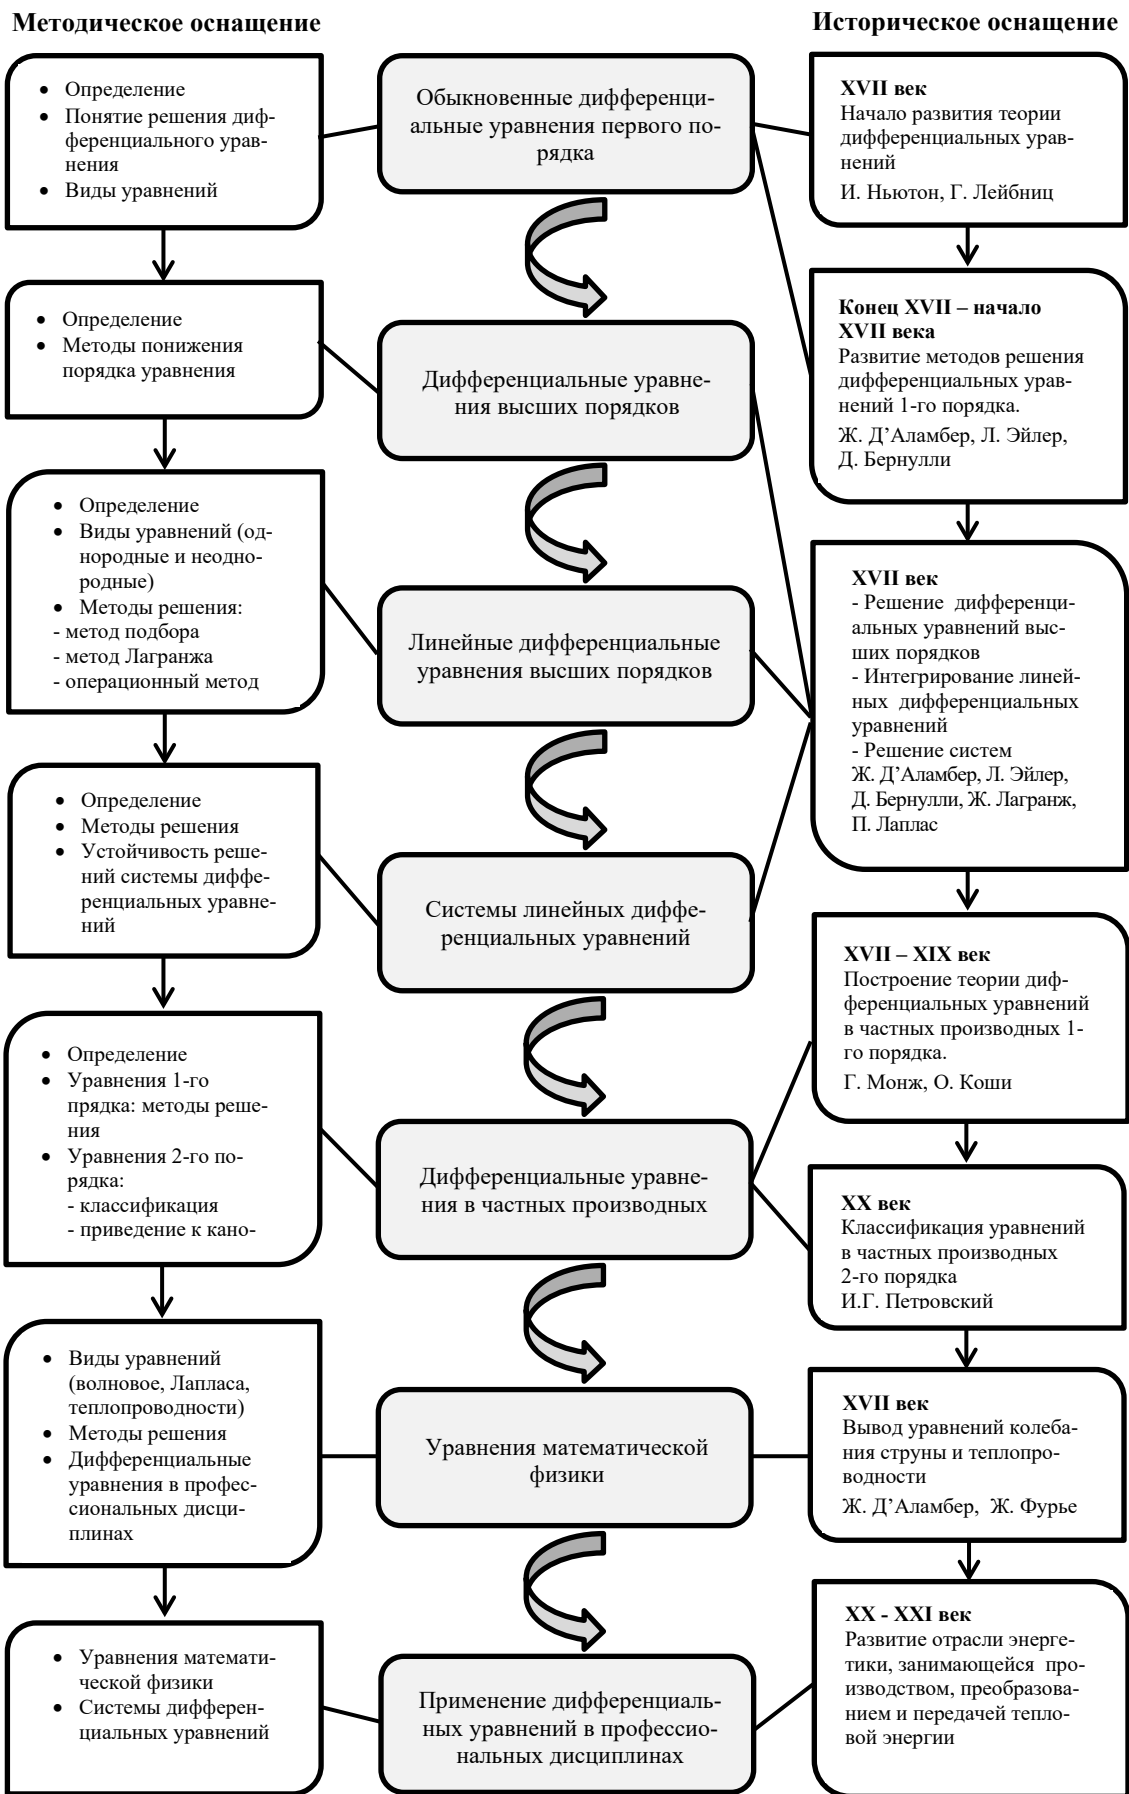 Методическое оснащение
Историческое оснащение
• Определение
• Понятие решения диф-
ференциального урав-
нения
• Виды уравнений
Обыкновенные дифференци-
альные уравнения первого по-
рядка
XVII век
Начало развития теории
дифференциальных урав-
нений
И. Ньютон, Г. Лейбниц
• Определение
• Методы понижения
порядка уравнения
Дифференциальные уравне-
ния высших порядков
Конец XVII – начало
XVII века
Развитие методов решения
дифференциальных урав-
нений 1-го порядка.
Ж. Д’Аламбер, Л. Эйлер,
Д. Бернулли
• Определение
• Виды уравнений (од-
нородные и неодно-
родные)
• Методы решения:
- метод подбора
- метод Лагранжа
- операционный метод
Линейные дифференциальные
уравнения высших порядков
XVII век
- Решение дифференци-
альных уравнений выс-
ших порядков
- Интегрирование линей-
ных дифференциальных
уравнений
- Решение систем
Ж. Д’Аламбер, Л. Эйлер,
Д. Бернулли, Ж. Лагранж,
П. Лаплас
• Определение
• Методы решения
• Устойчивость реше-
ний системы диффе-
ренциальных уравне-
ний
Системы линейных диффе-
ренциальных уравнений
XVII – XIX век
Построение теории диф-
ференциальных уравнений
в частных производных 1-
го порядка.
Г. Монж, О. Коши
• Определение
• Уравнения 1-го
прядка: методы реше-
ния
• Уравнения 2-го по-
рядка:
- классификация
- приведение к кано-
Дифференциальные уравне-
ния в частных производных
XX век
Классификация уравнений
в частных производных
2-го порядка
И.Г. Петровский
• Виды уравнений
(волновое, Лапласа,
теплопроводности)
• Методы решения
• Дифференциальные
уравнения в профес-
сиональных дисци-
плинах
Уравнения математической
физики
XVII век
Вывод уравнений колеба-
ния струны и теплопро-
водности
Ж. Д’Аламбер, Ж. Фурье
• Уравнения математи-
ческой физики
• Системы дифферен-
циальных уравнений
Применение дифференциаль-
ных уравнений в профессио-
нальных дисциплинах
XX - XXI век
Развитие отрасли энерге-
тики, занимающейся про-
изводством, преобразова-
нием и передачей тепло-
вой энергии